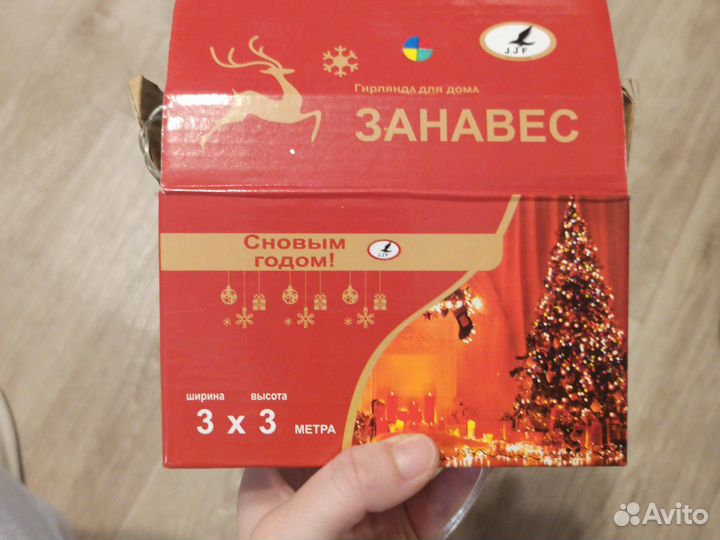 JJF
Гирлянда для дома
ЗАНАВЕС
Сновым
годом!
JJF
ширина высота
3 х 3 МЕТРА
Avito